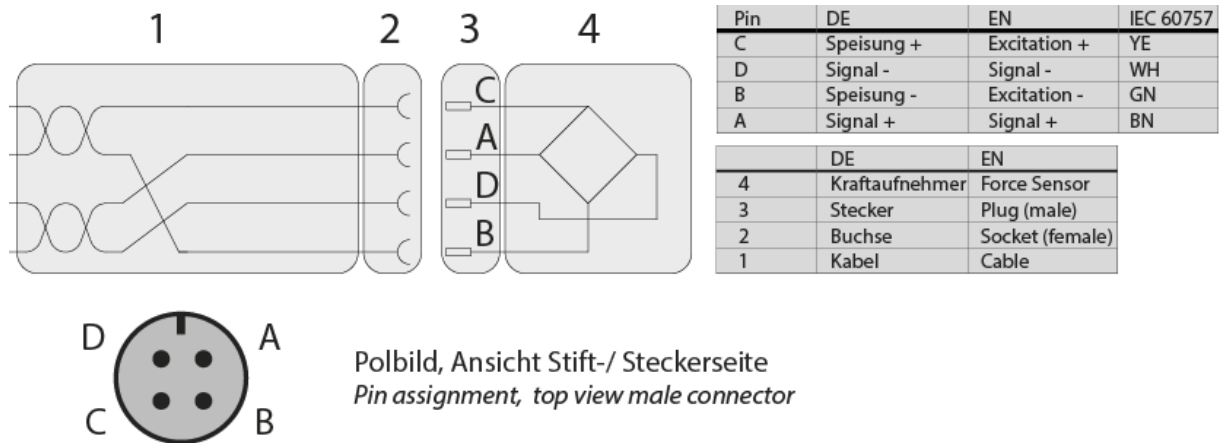 1 2 3 4
C
A
D
B
Pin DE EN IEC 60757
C Speisung + Excitation + YE
D Signal - Signal - WH
B Speisung - Excitation - GN
A Signal + Signal + BN
DE EN
4 Kraftaufnehmer Force Sensor
3 Stecker Plug (male)
2 Buchse Socket (female)
1 Kabel Cable
D A
C B
Polbild, Ansicht Stift-/ Steckerseite
Pin assignment, top view male connector